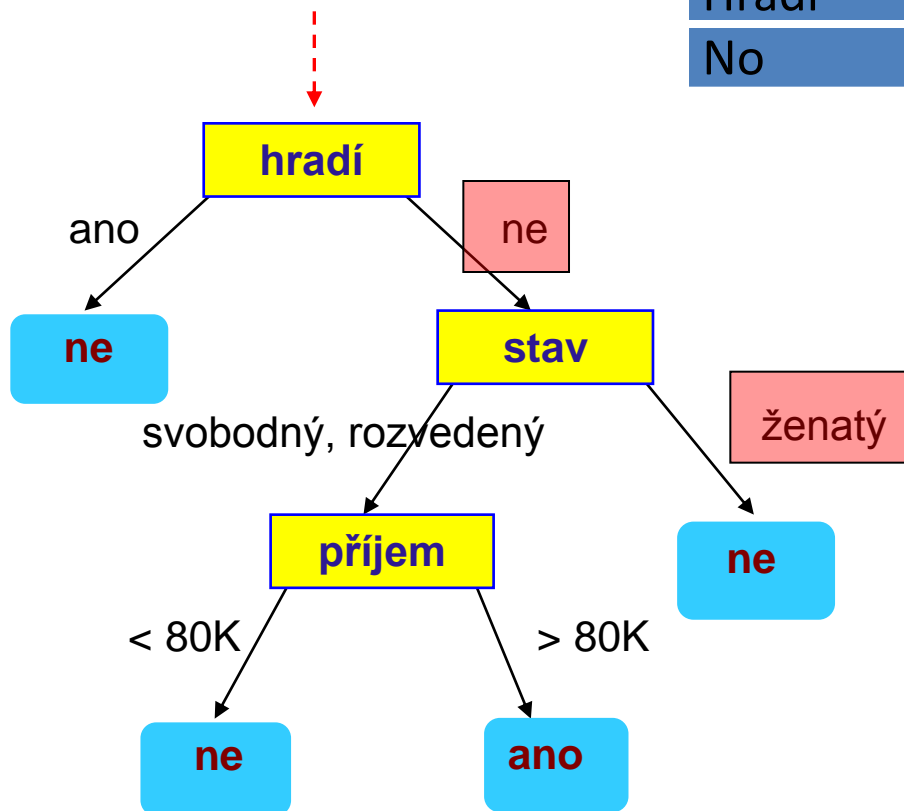 Hradí
No
hradí
ano
ne
ne
stav
svobodný, rozvedený
ženatý
příjem
ne
< 80K
> 80K
ne
ano